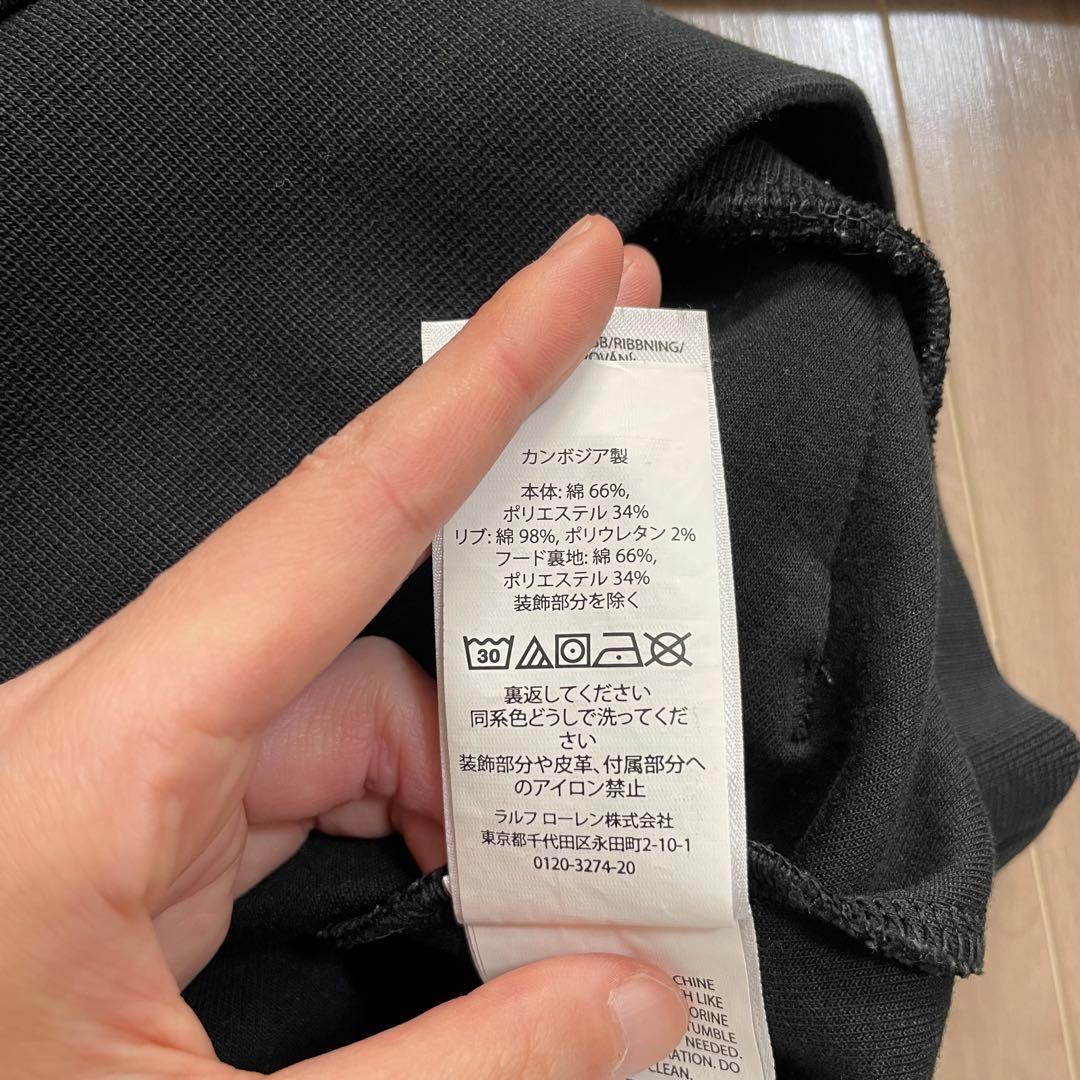 RIBBNING/
カンボジア製
本体: 綿 66%,
ポリエステル 34%
リブ: 綿 98%, ポリウレタン 2%
フード裏地: 綿 66%,
ポリエステル 34%
装飾部分を除く
30
裏返してください
同系色どうしで洗ってくだ
さい
装飾部分や皮革、付属部分へ
のアイロン禁止
ラルフ ローレン株式会社
東京都千代田区永田町2-10-1
0120-3274-20
LIKE
NEEDED.
DO
CLEAN.